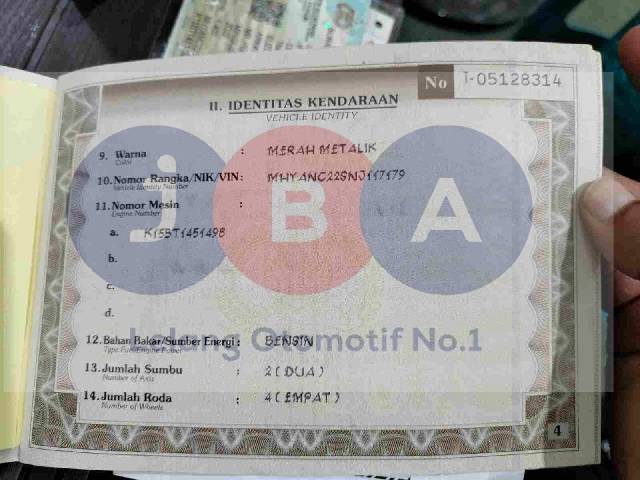 No I-05128314
II. IDENTITAS KENDARAAN
VEHICLE IDENTITY
9. Warna : MERAH METALIK
Color
10. Nomor Rangka/NIK/VIN : MHYANC22SNJ117179
Vehicle Identity Number
11. Nomor Mesin :
Engine Number
a. K15BT1451498
b.
c.
d.
JBA
Lelang Otomotif No.1
12. Bahan Bakar/Sumber Energi : BENSIN
Type Fuel/Engine Power
13. Jumlah Sumbu : 2 (DUA)
Number of Axis
14. Jumlah Roda : 4 (EMPAT)
Number of Wheels
4